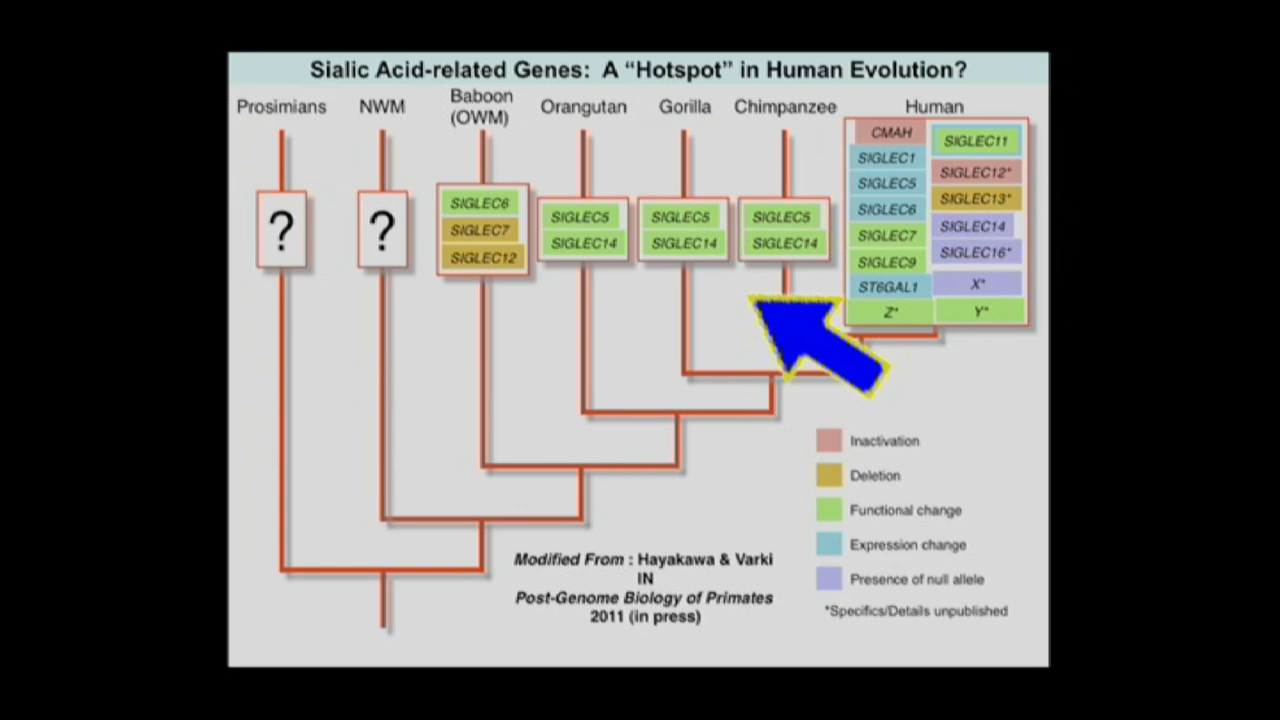 Sialic Acid-related Genes: A “Hotspot” in Human Evolution?
Prosimians
NWM
Baboon
(OWM)
Orangutan
Gorilla
Chimpanzee
Human
?
?
SIGLEC6
SIGLEC7
SIGLEC12
SIGLEC5
SIGLEC14
SIGLEC5
SIGLEC14
SIGLEC5
SIGLEC14
CMAH
SIGLEC1
SIGLEC5
SIGLEC6
SIGLEC7
SIGLEC9
ST6GAL1
Z*
SIGLEC11
SIGLEC12*
SIGLEC13*
SIGLEC14
SIGLEC16*
X*
Y*
Inactivation
Deletion
Functional change
Expression change
Presence of null allele
*Specifics/Details unpublished
Modified From : Hayakawa & Varki
IN
Post-Genome Biology of Primates
2011 (in press)